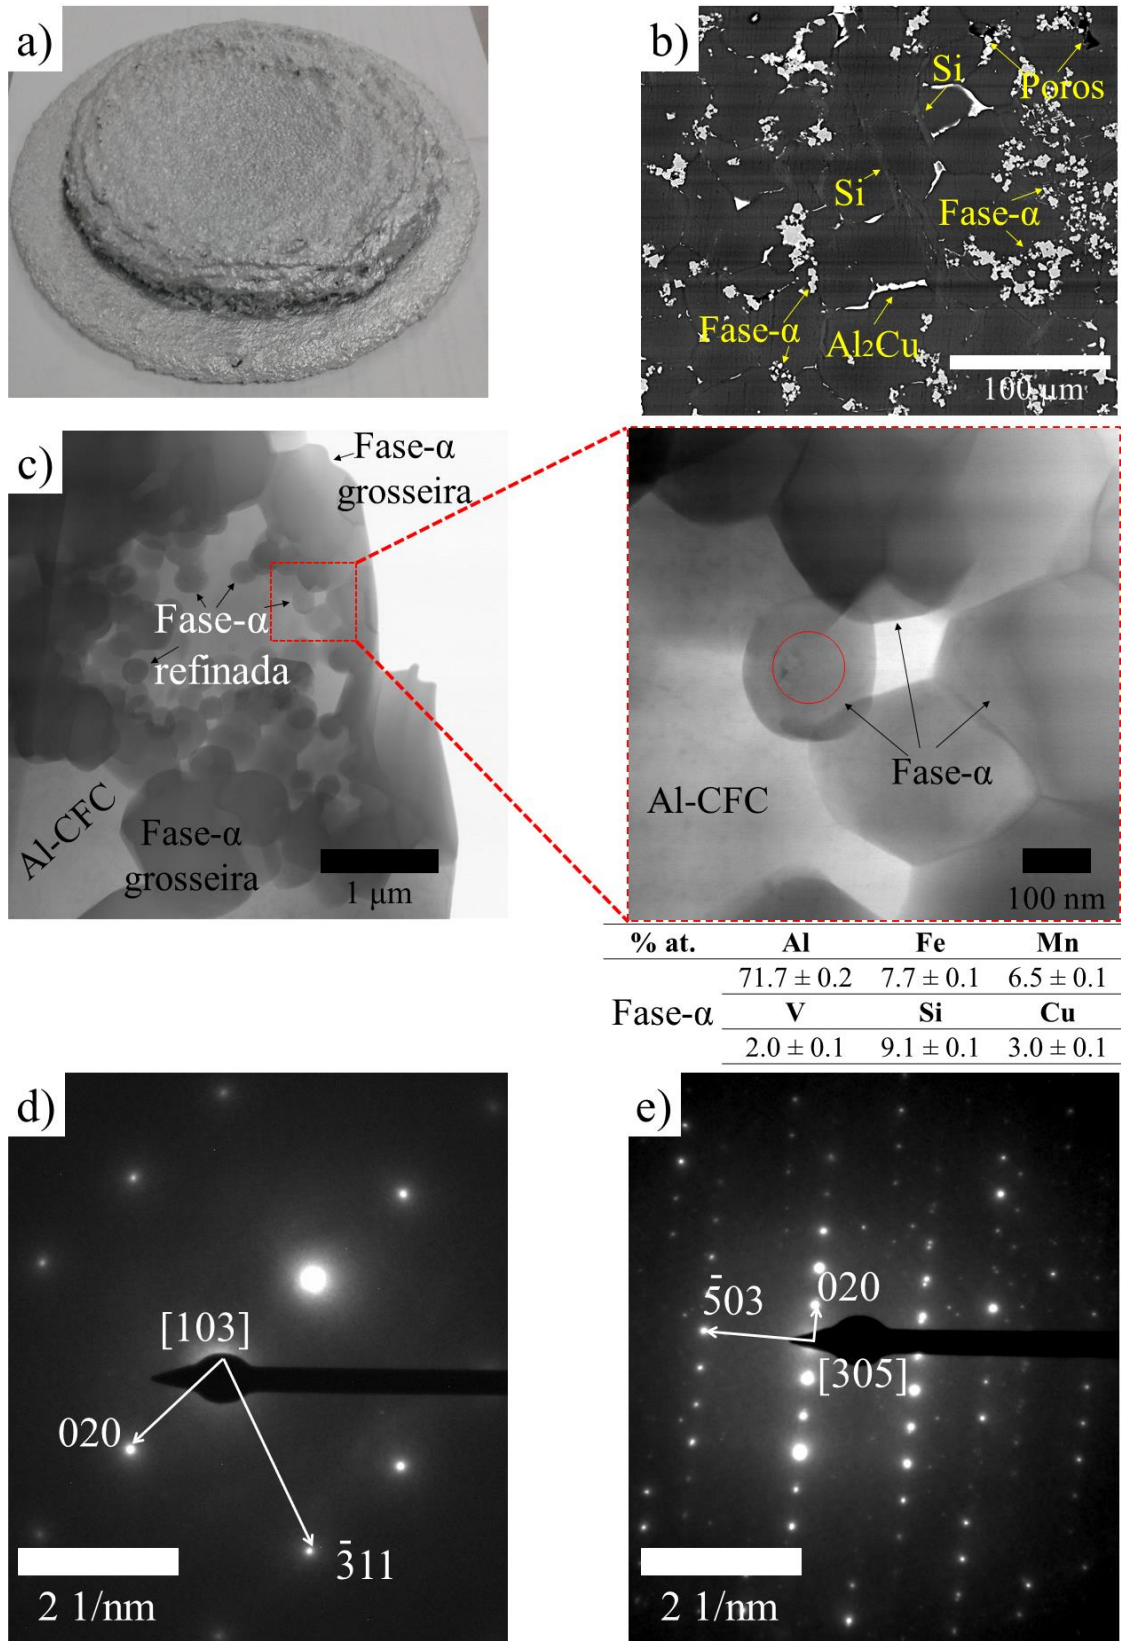 a)
b)
Si
Poros
Si
Fase-α
Fase-α
Al₂Cu
100 µm
c)
Fase-α
grosseira
Fase-α
refinada
Al-CFC
Fase-α
grosseira
1 µm
Fase-α
Al-CFC
100 nm
% at. Al Fe Mn
71.7 ± 0.2 7.7 ± 0.1 6.5 ± 0.1
Fase-α V Si Cu
2.0 ± 0.1 9.1 ± 0.1 3.0 ± 0.1
d)
[103]
020
3̄11
2 1/nm
e)
5̄03
020
[305]
2 1/nm